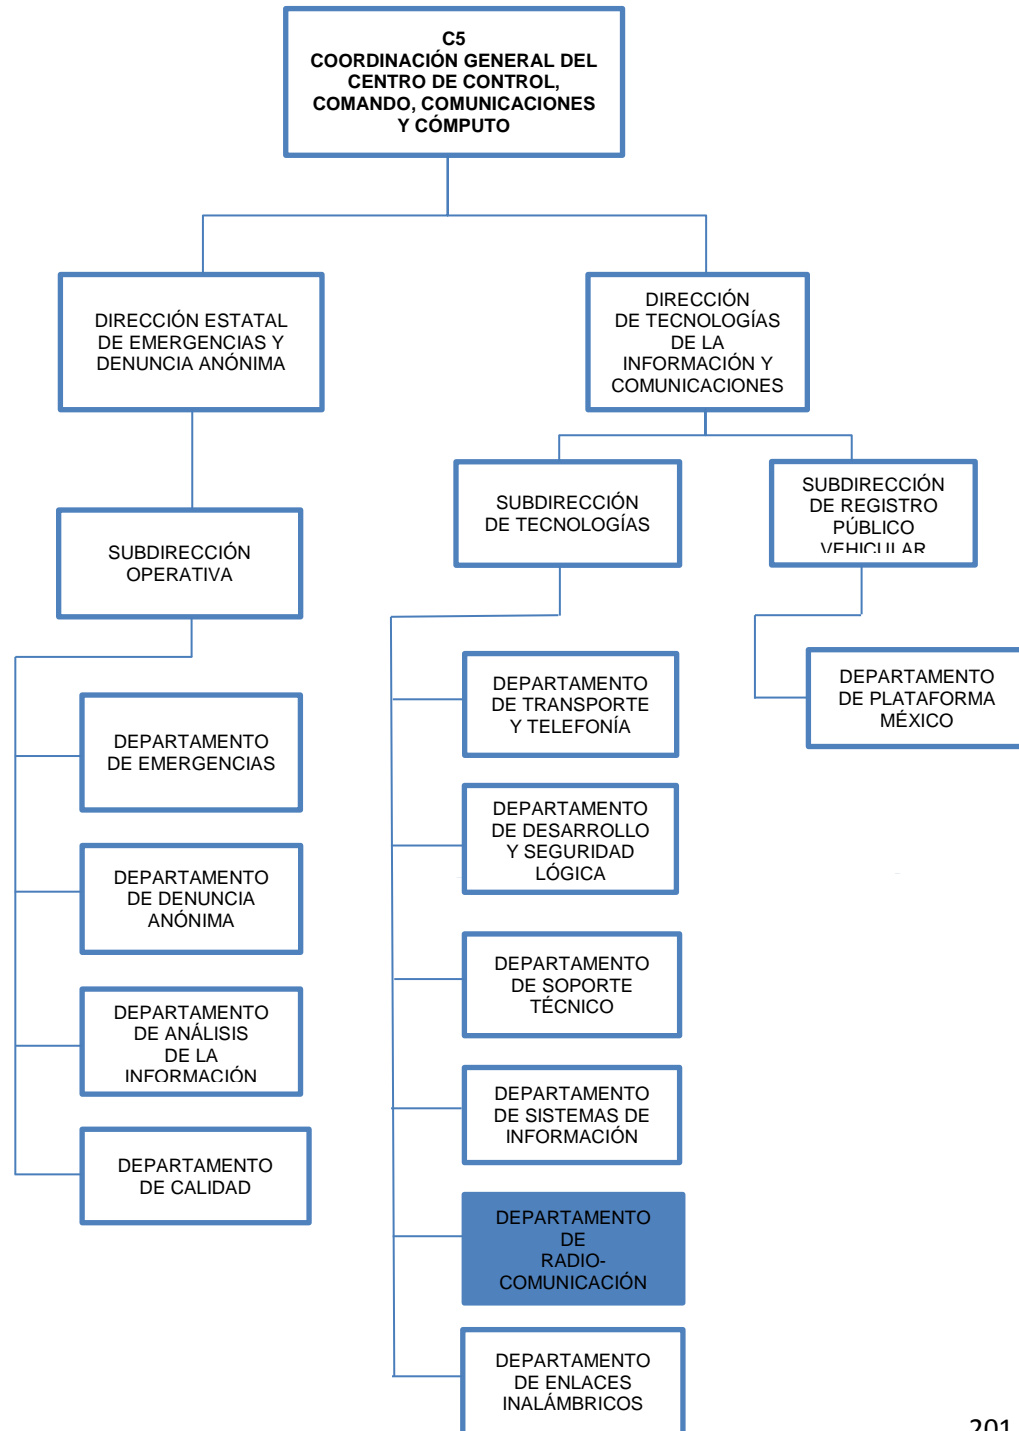 C5
COORDINACIÓN GENERAL DEL
CENTRO DE CONTROL,
COMANDO, COMUNICACIONES
Y CÓMPUTO
DIRECCIÓN ESTATAL
DE EMERGENCIAS Y
DENUNCIA ANÓNIMA
DIRECCIÓN
DE TECNOLOGÍAS
DE LA
INFORMACIÓN Y
COMUNICACIONES
SUBDIRECCIÓN
OPERATIVA
SUBDIRECCIÓN
DE TECNOLOGÍAS
SUBDIRECCIÓN
DE REGISTRO
PÚBLICO
VEHICULAR
DEPARTAMENTO
DE EMERGENCIAS
DEPARTAMENTO
DE DENUNCIA
ANÓNIMA
DEPARTAMENTO
DE ANÁLISIS
DE LA
INFORMACIÓN
DEPARTAMENTO
DE CALIDAD
DEPARTAMENTO
DE TRANSPORTE
Y TELEFONÍA
DEPARTAMENTO
DE DESARROLLO
Y SEGURIDAD
LÓGICA
DEPARTAMENTO
DE SOPORTE
TÉCNICO
DEPARTAMENTO
DE SISTEMAS DE
INFORMACIÓN
DEPARTAMENTO
DE
RADIO-
COMUNICACIÓN
DEPARTAMENTO
DE ENLACES
INALÁMBRICOS
DEPARTAMENTO
DE PLATAFORMA
MÉXICO
201